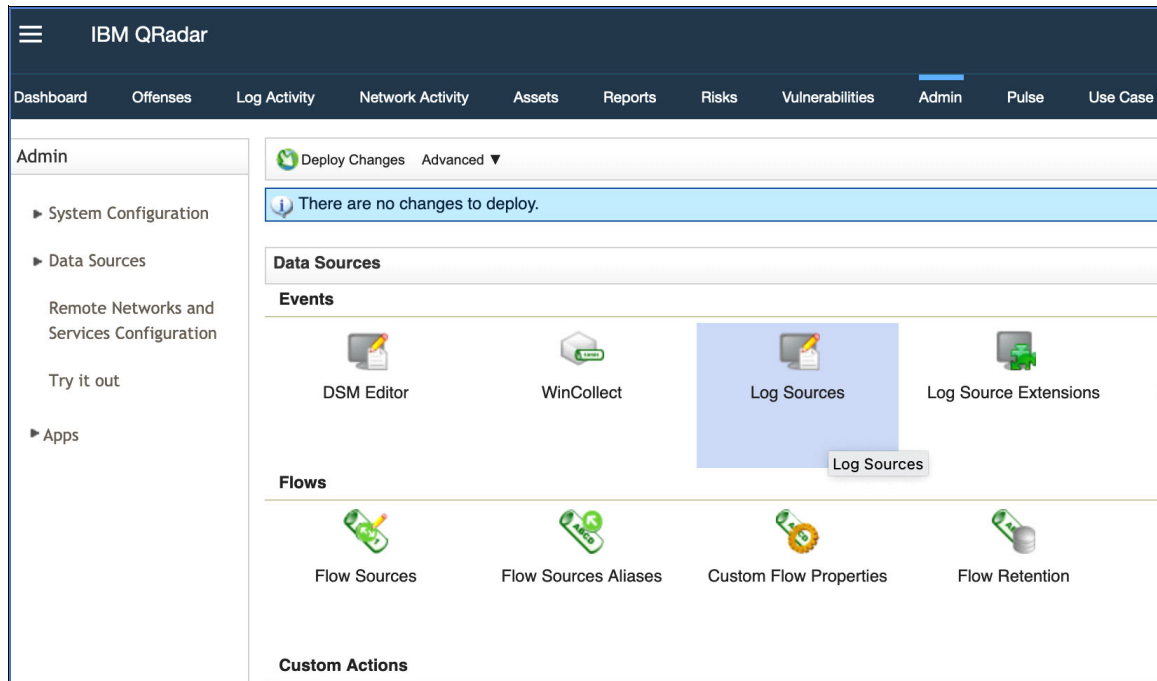 IBM QRadar
Dashboard Offenses Log Activity Network Activity Assets Reports Risks Vulnerabilities Admin Pulse Use Case
Admin
System Configuration
Data Sources
Remote Networks and
Services Configuration
Try it out
Apps
Deploy Changes Advanced ▼
There are no changes to deploy.
Data Sources
Events
DSM Editor WinCollect Log Sources Log Source Extensions
Log Sources
Flows
Flow Sources Flow Sources Aliases Custom Flow Properties Flow Retention
Custom Actions